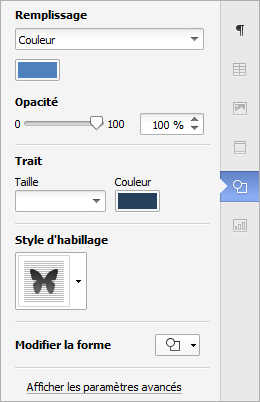 Remplissage
Couleur
Opacité
0 100 100 %
Trait
Taille Couleur
Style d'habillage
Modifier la forme
Afficher les paramètres avancés